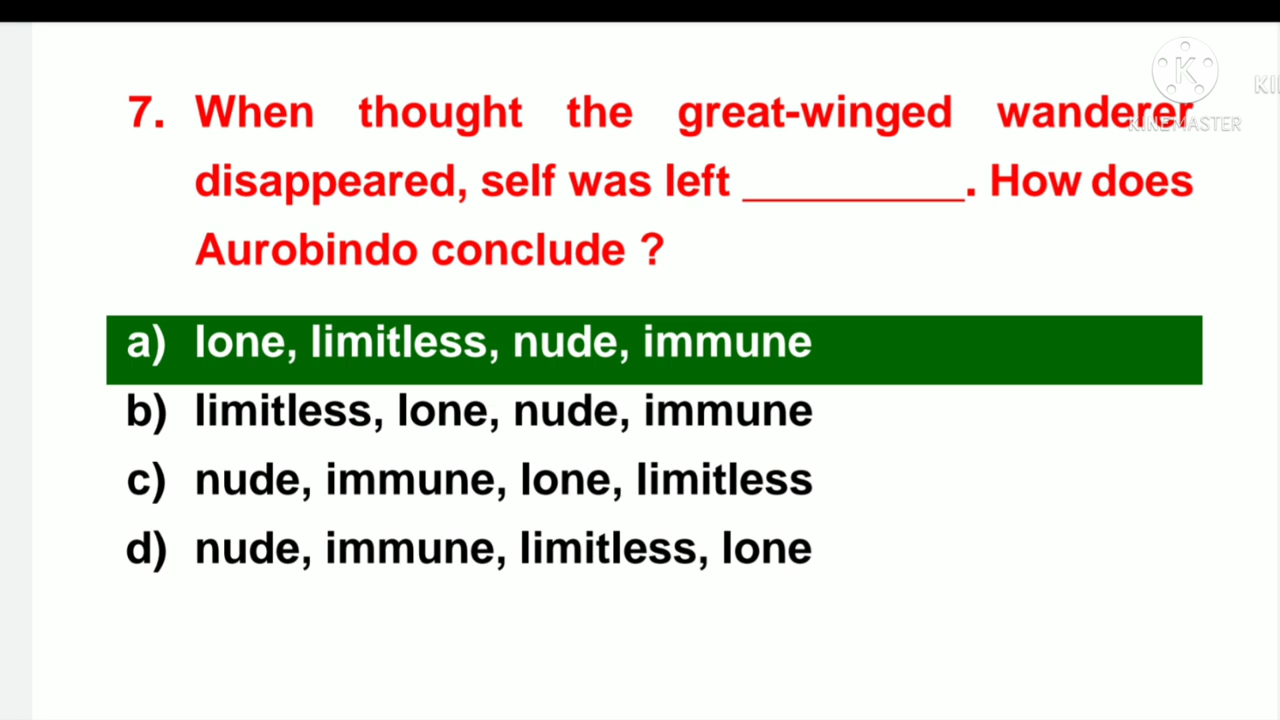 7. When thought the great-winged wanderer
disappeared, self was left __________. How does
Aurobindo conclude ?
a) lone, limitless, nude, immune
b) limitless, lone, nude, immune
c) nude, immune, lone, limitless
d) nude, immune, limitless, lone
K
KINEMASTER